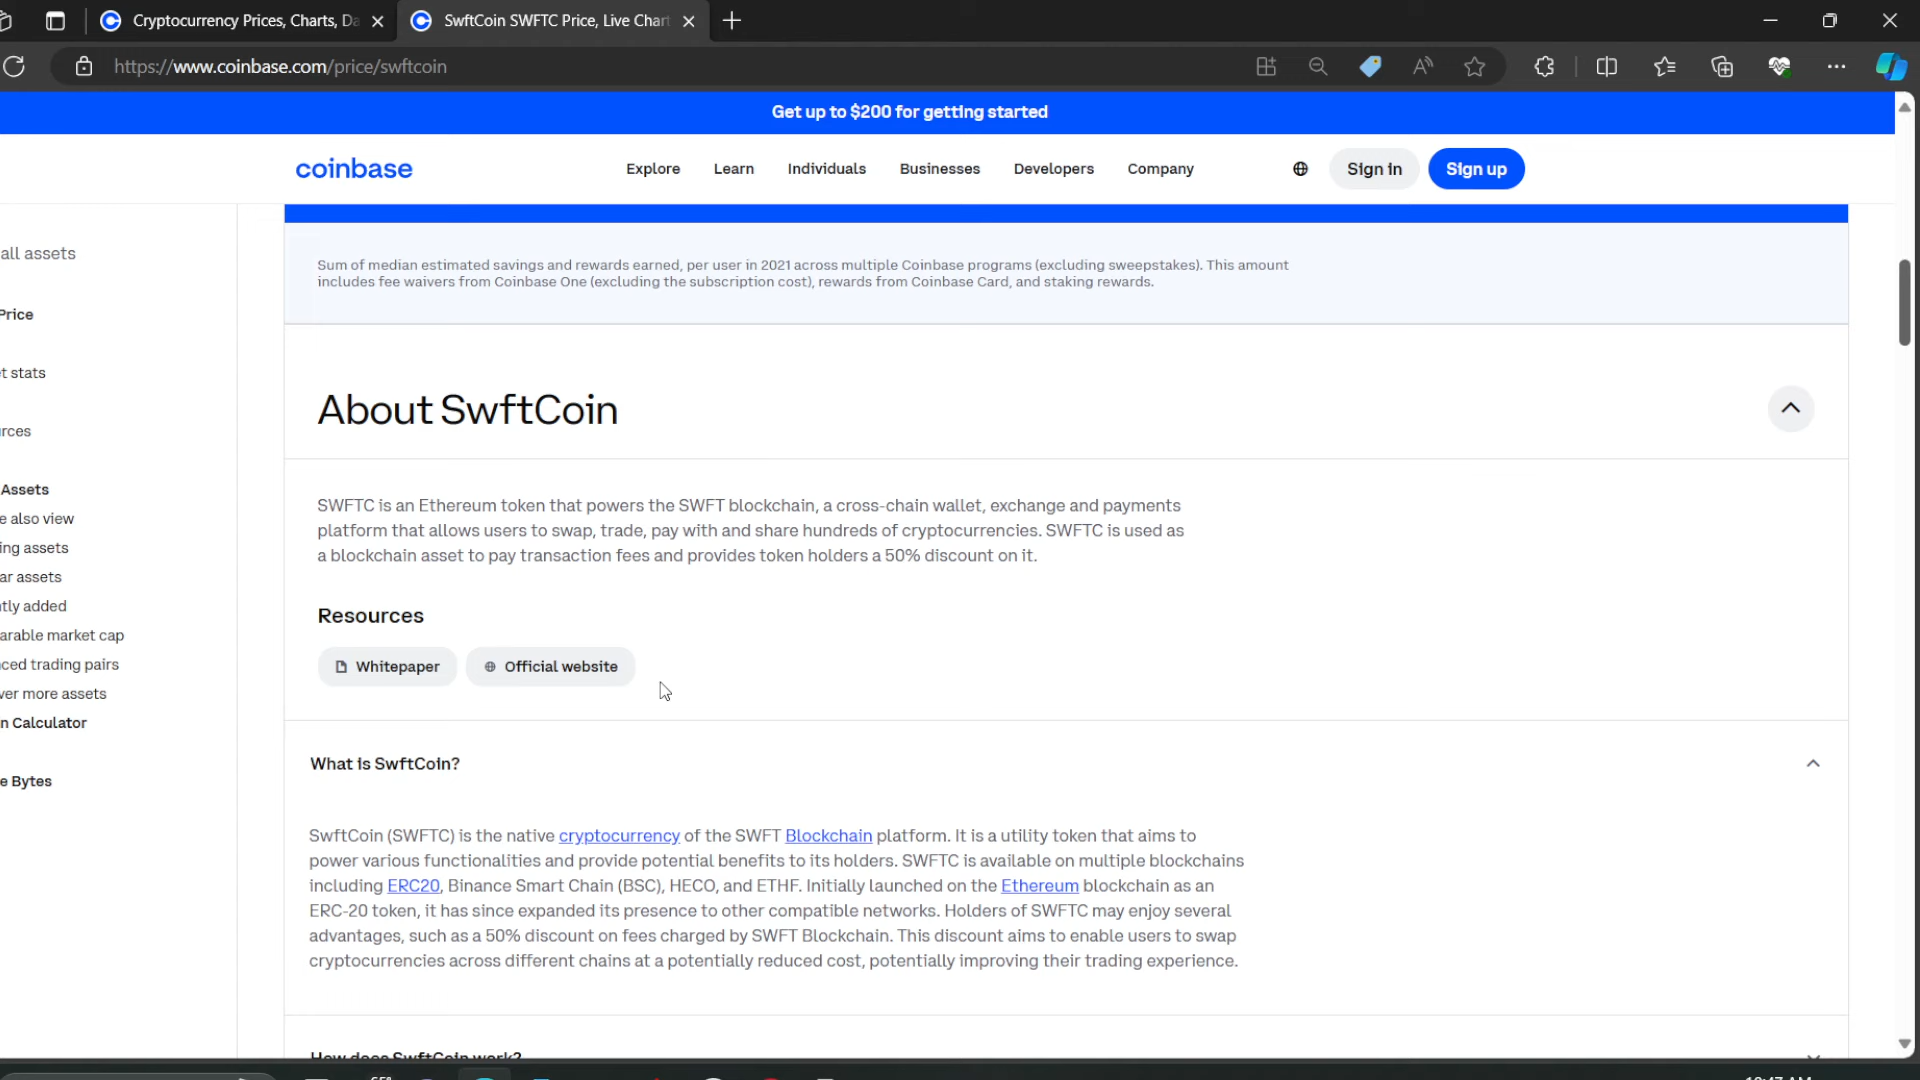 Cryptocurrency Prices, Charts, Da
SwftCoin SWFTC Price, Live Chart
https://www.coinbase.com/price/swftcoin
Get up to $200 for getting started
coinbase
Explore
Learn
Individuals
Businesses
Developers
Company
Sign in
Sign up
all assets
Price
t stats
rces
Assets
e also view
ing assets
ar assets
tly added
arable market cap
ced trading pairs
ver more assets
n Calculator
e Bytes
Sum of median estimated savings and rewards earned, per user in 2021 across multiple Coinbase programs (excluding sweepstakes). This amount
includes fee waivers from Coinbase One (excluding the subscription cost), rewards from Coinbase Card, and staking rewards.
About SwftCoin
SWFTC is an Ethereum token that powers the SWFT blockchain, a cross-chain wallet, exchange and payments
platform that allows users to swap, trade, pay with and share hundreds of cryptocurrencies. SWFTC is used as
a blockchain asset to pay transaction fees and provides token holders a 50% discount on it.
Resources
Whitepaper
Official website
What is SwftCoin?
SwftCoin (SWFTC) is the native cryptocurrency of the SWFT Blockchain platform. It is a utility token that aims to
power various functionalities and provide potential benefits to its holders. SWFTC is available on multiple blockchains
including ERC20, Binance Smart Chain (BSC), HECO, and ETHF. Initially launched on the Ethereum blockchain as an
ERC-20 token, it has since expanded its presence to other compatible networks. Holders of SWFTC may enjoy several
advantages, such as a 50% discount on fees charged by SWFT Blockchain. This discount aims to enable users to swap
cryptocurrencies across different chains at a potentially reduced cost, potentially improving their trading experience.
How does SwftCoin work?